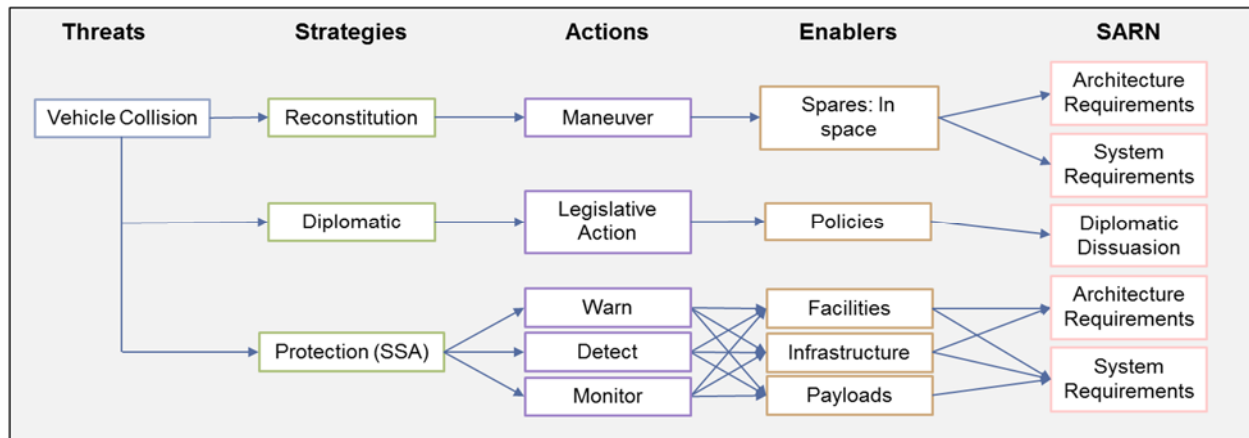 Threats
Strategies
Actions
Enablers
SARN
Vehicle Collision
Reconstitution
Maneuver
Spares: In
space
Architecture
Requirements
System
Requirements
Diplomatic
Legislative
Action
Policies
Diplomatic
Dissuasion
Protection (SSA)
Warn
Detect
Monitor
Facilities
Infrastructure
Payloads
Architecture
Requirements
System
Requirements